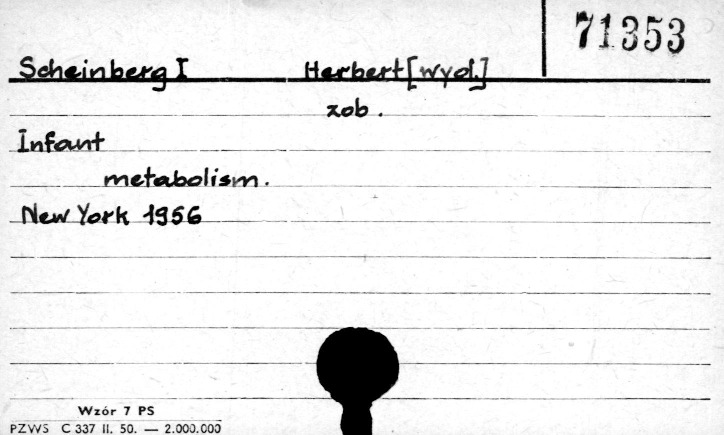 71353
Scheinberg I Herbert [wyd.]
zob.
Infant
metabolism.
New York 1956
Wzór 7 PS
PZWS C 337 II. 50. — 2.000.000